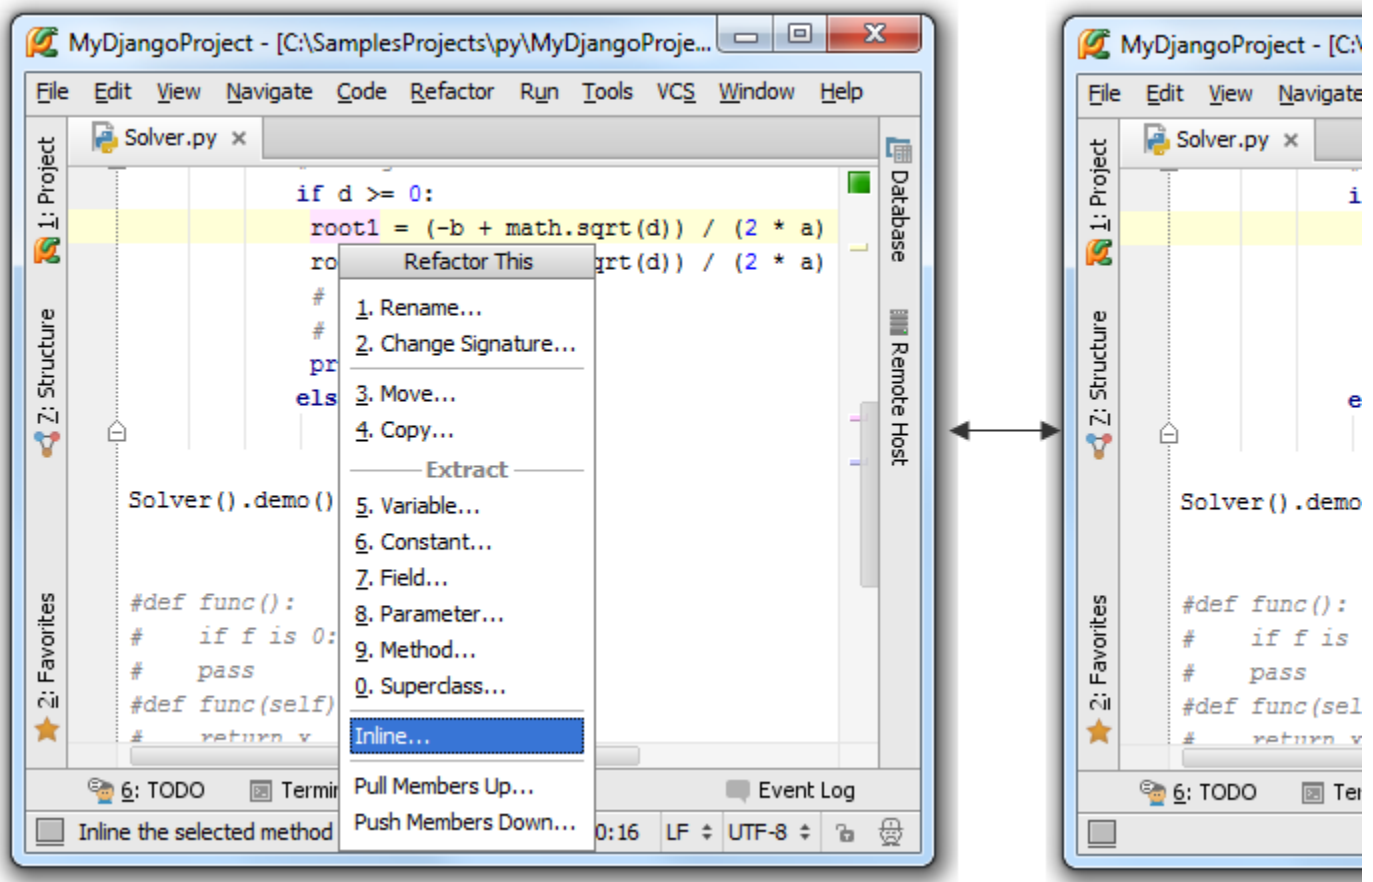 MyDjangoProject - [C:\SamplesProjects\py\MyDjangoProje...
File Edit View Navigate Code Refactor Run Tools VCS Window Help
Solver.py
1: Project
7: Structure
2: Favorites
if d >= 0:
root1 = (-b + math.sqrt(d)) / (2 * a)
ro qrt(d)) / (2 * a)
#
#
pr
els
Solver().demo()
#def func():
# if f is 0:
# pass
#def func(self)
# return x
Refactor This
1. Rename...
2. Change Signature...
3. Move...
4. Copy...
Extract
5. Variable...
6. Constant...
7. Field...
8. Parameter...
9. Method...
0. Superclass...
Inline...
Pull Members Up...
Push Members Down...
Database
Remote Host
6: TODO Termin Event Log
Inline the selected method 0:16 LF UTF-8
MyDjangoProject - [C:\
File Edit View Navigate
Solver.py
1: Project
7: Structure
2: Favorites
i
e
Solver().demo
#def func():
# if f is
# pass
#def func(sel
# return x
6: TODO Ter